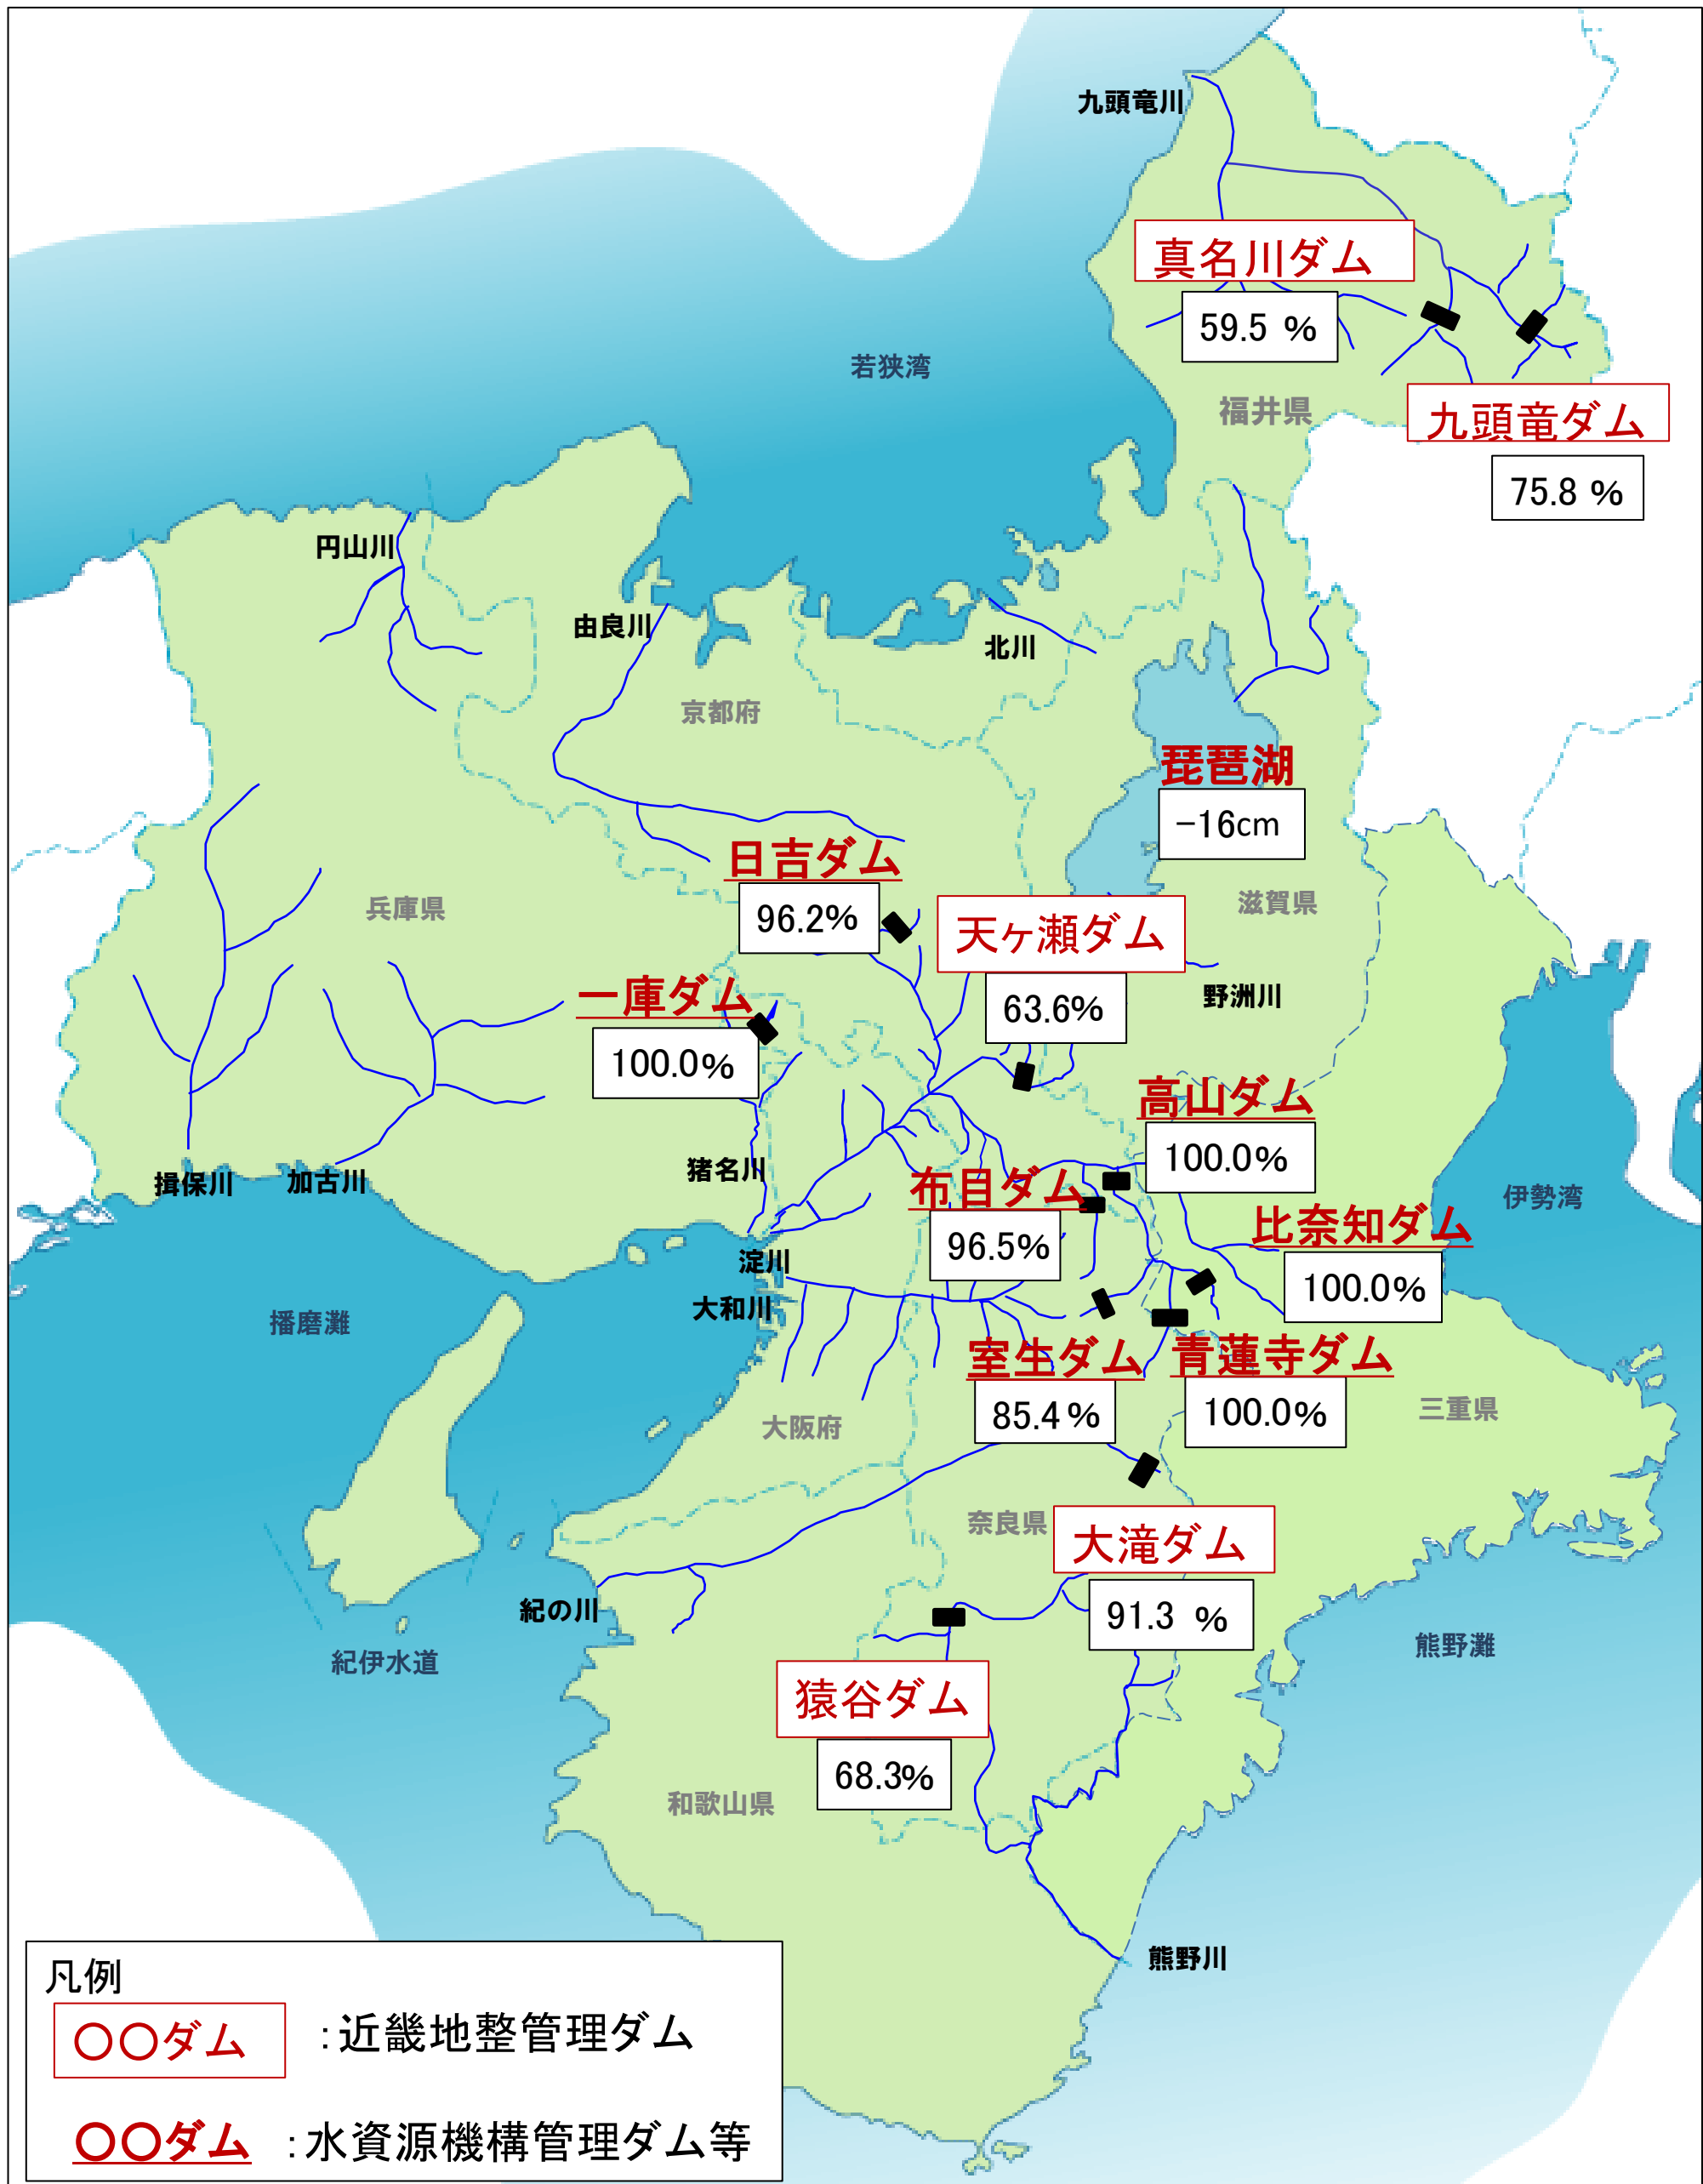 九頭竜川
真名川ダム
59.5 %
若狭湾
福井県
九頭竜ダム
75.8 %
円山川
由良川
北川
京都府
琵琶湖
-16cm
日吉ダム
96.2%
兵庫県
滋賀県
天ヶ瀬ダム
63.6%
野洲川
一庫ダム
100.0%
高山ダム
100.0%
猪名川
揖保川
加古川
布目ダム
96.5%
伊勢湾
比奈知ダム
100.0%
淀川
大和川
播磨灘
室生ダム
85.4%
青蓮寺ダム
100.0%
三重県
大阪府
奈良県
大滝ダム
91.3 %
紀の川
紀伊水道
熊野灘
猿谷ダム
68.3%
和歌山県
熊野川
凡例
〇〇ダム :近畿地整管理ダム
〇〇ダム :水資源機構管理ダム等